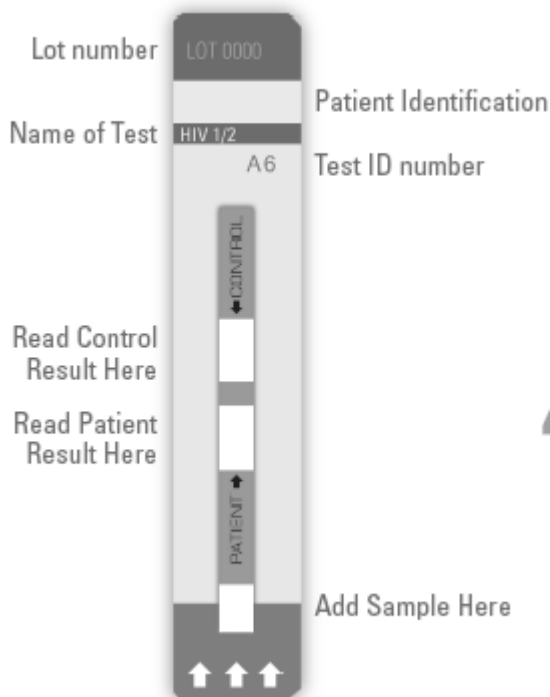 Lot number
LOT 0000
Patient Identification
Name of Test
HIV 1/2
A6
Test ID number
CONTROL
Read Control
Result Here
Read Patient
Result Here
PATIENT
Add Sample Here